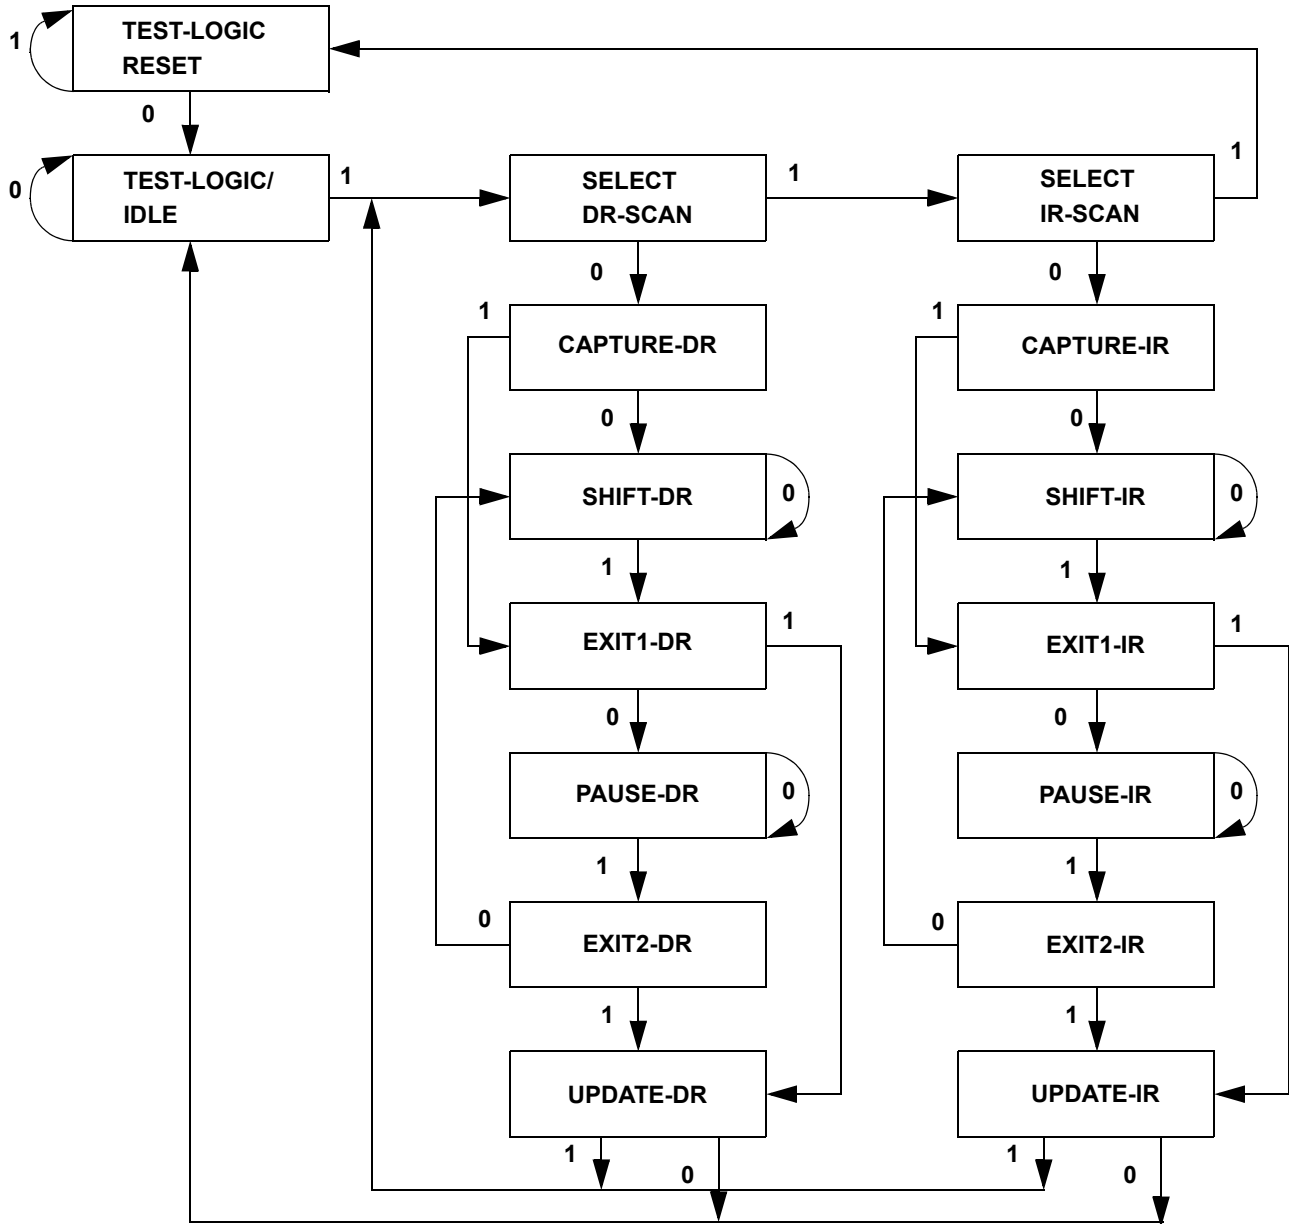 TEST-LOGIC
RESET
1
0
TEST-LOGIC/
IDLE
0
1
SELECT
DR-SCAN
1
SELECT
IR-SCAN
1
0
0
1
CAPTURE-DR
1
CAPTURE-IR
0
0
SHIFT-DR
0
SHIFT-IR
0
1
1
EXIT1-DR
1
EXIT1-IR
1
0
0
PAUSE-DR
0
PAUSE-IR
0
1
1
0
EXIT2-DR
0
EXIT2-IR
1
1
UPDATE-DR
UPDATE-IR
1
0
1
0